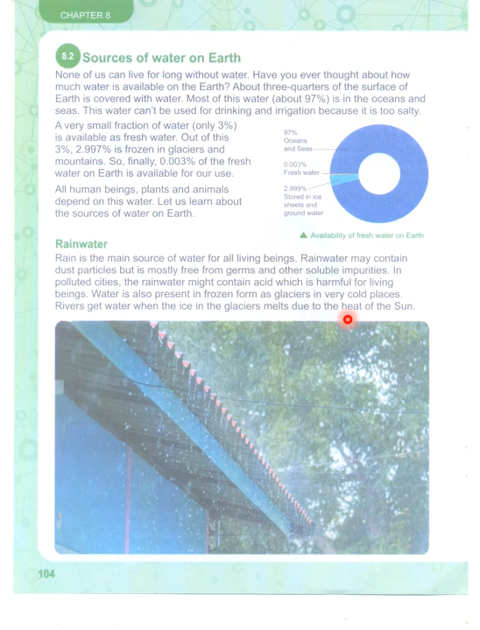 CHAPTER 8
8.2 Sources of water on Earth
None of us can live for long without water. Have you ever thought about how
much water is available on the Earth? About three-quarters of the surface of
Earth is covered with water. Most of this water (about 97%) is in the oceans and
seas. This water can't be used for drinking and irrigation because it is too salty.
A very small fraction of water (only 3%)
is available as fresh water. Out of this
3%, 2.997% is frozen in glaciers and
mountains. So, finally, 0.003% of the fresh
water on Earth is available for our use.
All human beings, plants and animals
depend on this water. Let us learn about
the sources of water on Earth.
97%
Oceans
and Seas
0.003%
Fresh water
2.999%
Stored in ice
sheets and
ground water
▲ Availability of fresh water on Earth
Rainwater
Rain is the main source of water for all living beings. Rainwater may contain
dust particles but is mostly free from germs and other soluble impurities. In
polluted cities, the rainwater might contain acid which is harmful for living
beings. Water is also present in frozen form as glaciers in very cold places.
Rivers get water when the ice in the glaciers melts due to the heat of the Sun.
104